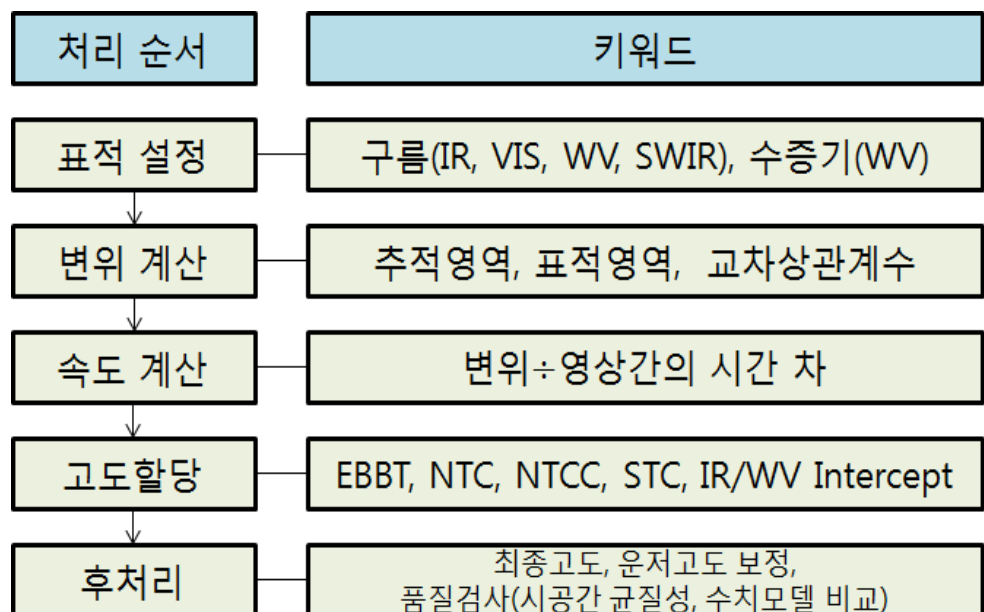 처리 순서
키워드
표적 설정
구름(IR, VIS, WV, SWIR), 수증기(WV)
변위 계산
추적영역, 표적영역, 교차상관계수
속도 계산
변위÷영상간의 시간 차
고도할당
EBBT, NTC, NTCC, STC, IR/WV Intercept
후처리
최종고도, 운저고도 보정,
품질검사(시공간 균질성, 수치모델 비교)